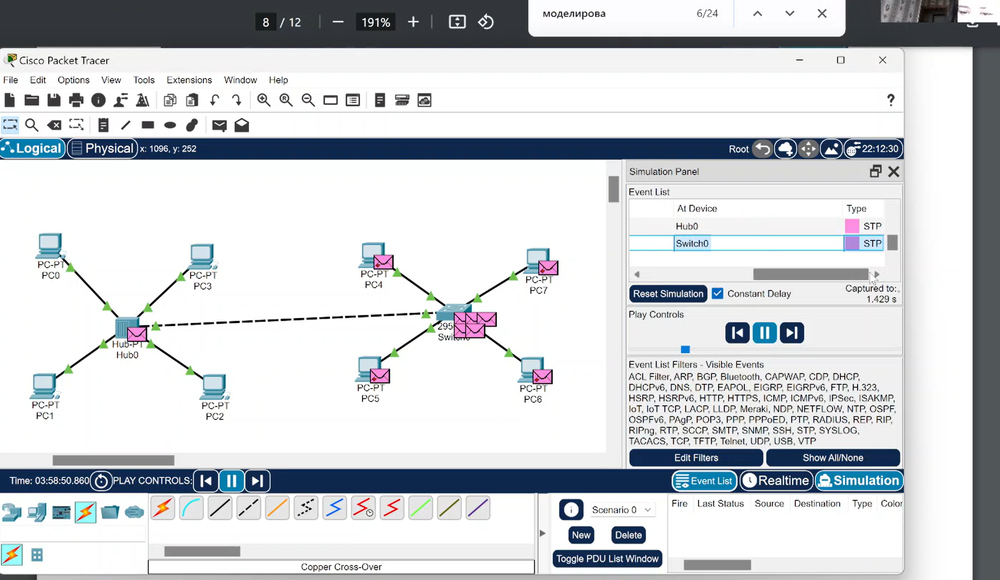 8 / 12
191%
моделирова
6/24
Cisco Packet Tracer
File Edit Options View Tools Extensions Window Help
Logical
Physical
x: 1096, y: 252
Root
22:12:30
Simulation Panel
Event List
At Device Type
Hub0 STP
Switch0 STP
Reset Simulation
Constant Delay
Captured to:
1.429 s
Play Controls
Event List Filters - Visible Events
ACL Filter, ARP, BGP, Bluetooth, CAPWAP, CDP, DHCP,
DHCPv6, DNS, DTP, EAPOL, EIGRP, EIGRPv6, FTP, H.323,
HSRP, HSRPv6, HTTP, HTTPS, ICMP, ICMPv6, IPSec, ISAKMP,
IoT, IoT TCP, LACP, LLDP, Meraki, NDP, NETFLOW, NTP, OSPF,
OSPFv6, PAgP, POP3, PPP, PPPoED, PTP, RADIUS, REP, RIP,
RIPng, RTP, SCCP, SMTP, SNMP, SSH, STP, SYSLOG,
TACACS, TCP, TFTP, Telnet, UDP, USB, VTP
Edit Filters
Show All/None
PC-PT
PC0
PC-PT
PC3
PC-PT
PC4
PC-PT
PC7
Hub-PT
Hub0
295
PC-PT
PC1
PC-PT
PC2
PC-PT
PC5
PC-PT
PC6
Time: 03:58:50.860
PLAY CONTROLS:
Event List
Realtime
Simulation
Scenario 0
New
Delete
Toggle PDU List Window
Fire Last Status Source Destination Type Color
Copper Cross-Over